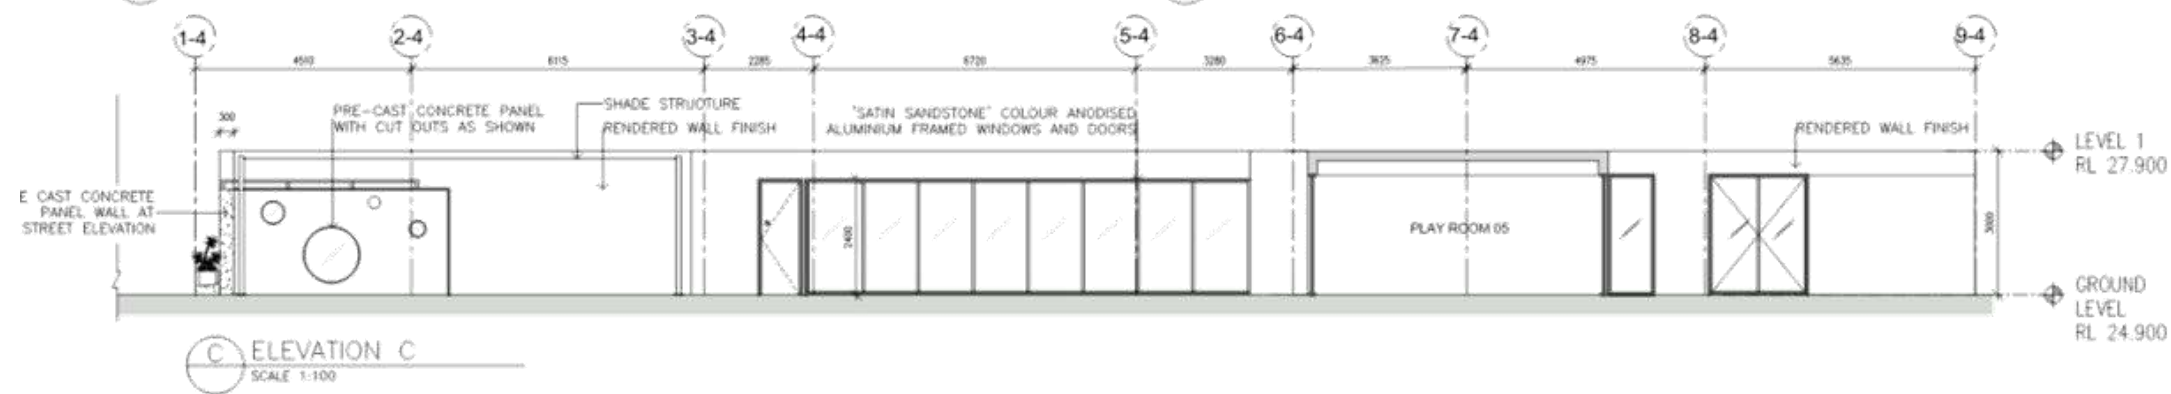 1-4
2-4
3-4
4-4
5-4
6-4
7-4
8-4
9-4
4510
6115
2285
6720
3280
3625
4975
5635
300
PRE-CAST CONCRETE PANEL
WITH CUT OUTS AS SHOWN
SHADE STRUCTURE
RENDERED WALL FINISH
"SATIN SANDSTONE" COLOUR ANODISED
ALUMINIUM FRAMED WINDOWS AND DOORS
RENDERED WALL FINISH
LEVEL 1
RL 27.900
E CAST CONCRETE
PANEL WALL AT
STREET ELEVATION
2400
PLAY ROOM 05
3000
GROUND
LEVEL
RL 24.900
C
ELEVATION C
SCALE 1:100